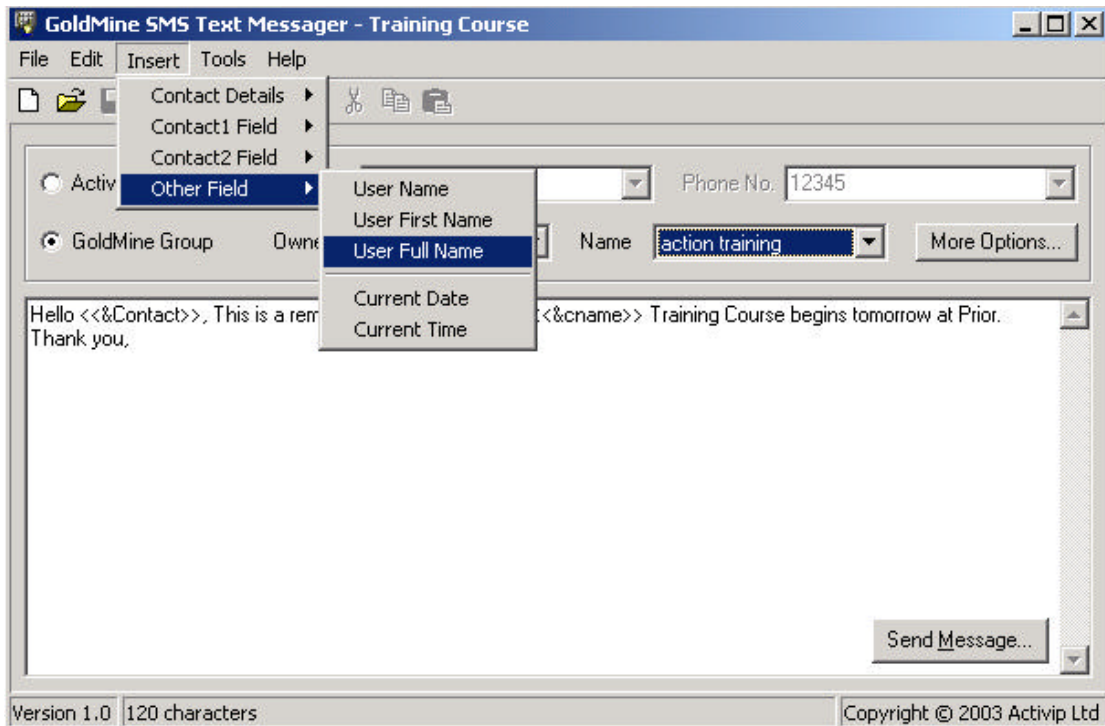 GoldMine SMS Text Messager - Training Course
File Edit Insert Tools Help
Contact Details
Contact1 Field
Contact2 Field
Other Field
User Name
User First Name
User Full Name
Current Date
Current Time
Phone No. 12345
GoldMine Group Name action training More Options...
Hello <<&Contact>>, This is a <<&cname>> Training Course begins tomorrow at Prior.
Thank you,
Send Message...
Version 1.0 120 characters Copyright © 2003 Activip Ltd